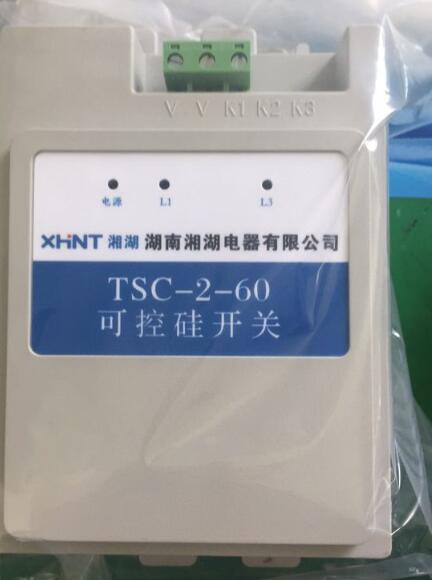 V V K1 K2 K3
电源 L1 L3
XHNT 湘湖 湖南湘湖电器有限公司
TSC-2-60
可控硅开关